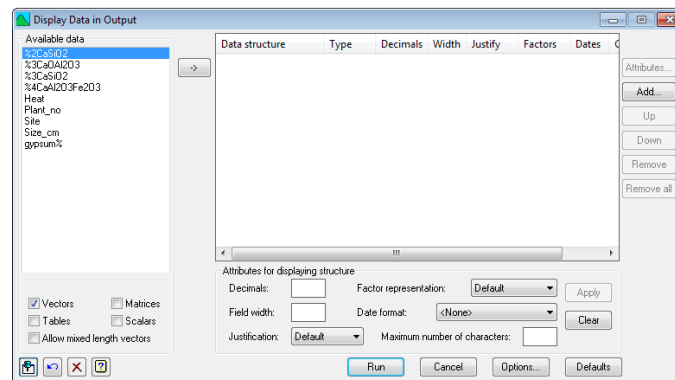 Display Data in Output
Available data
%2CaSiO2
%3CaOAl2O3
%3CaSiO2
%4CaAl2O3Fe2O3
Heat
Plant_no
Site
Size_cm
gypsum%
Vectors Matrices
Tables Scalars
Allow mixed length vectors
->
Data structure Type Decimals Width Justify Factors Dates
Attributes...
Add...
Up
Down
Remove
Remove all
Attributes for displaying structure
Decimals: Factor representation: Default
Field width: Date format: <None>
Justification: Default Maximum number of characters:
Apply
Clear
Run Cancel Options... Defaults